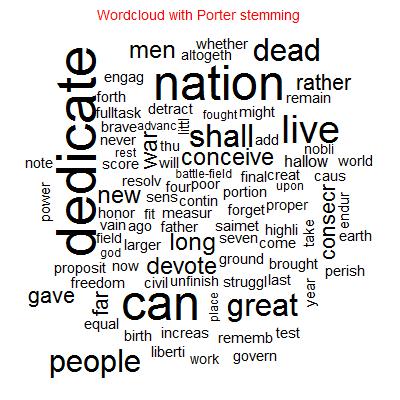 Wordcloud with Porter stemming
whether
men altogeth dead
engag nation rather
forth remain
fulltask detract fought might
brave advanc littl shall add live
never war nobli
rest thu conceive hallow world
note score will battle-field final creat caus
dedicate resolv four poor upon
power new sens contin portion consecr
honor fit measur forget proper endur
vain ago father saimet highli
field larger long seven come take earth
god
proposit now devote ground brought perish
freedom civil unfinish struggl last
gave far can place great year
equal
birth increas rememb test
people liberti work govern